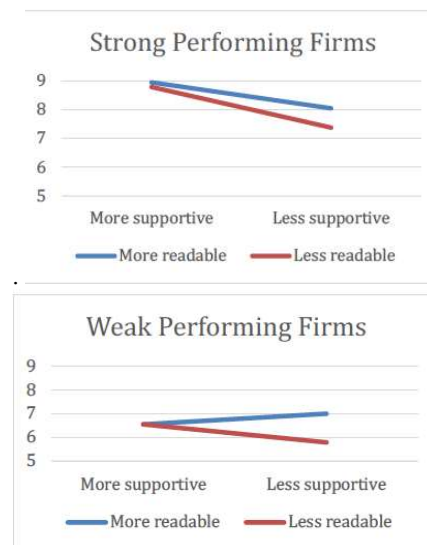 Strong Performing Firms
9
8
7
6
5
More supportive Less supportive
More readable Less readable
.
Weak Performing Firms
9
8
7
6
5
More supportive Less supportive
More readable Less readable